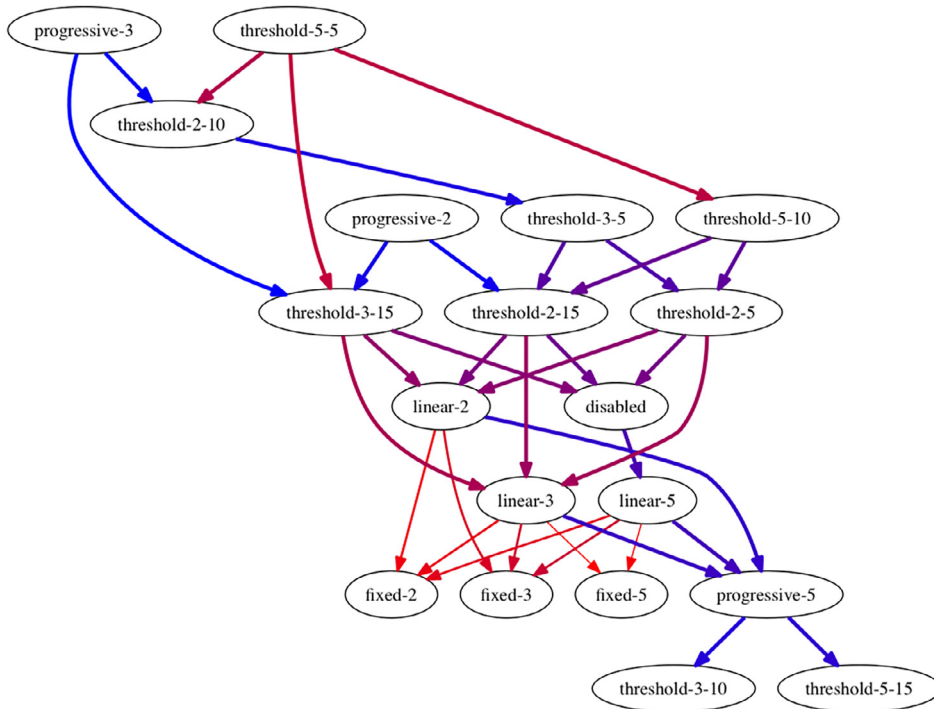 progressive-3
threshold-5-5
threshold-2-10
progressive-2
threshold-3-5
threshold-5-10
threshold-3-15
threshold-2-15
threshold-2-5
linear-2
disabled
linear-3
linear-5
fixed-2
fixed-3
fixed-5
progressive-5
threshold-3-10
threshold-5-15